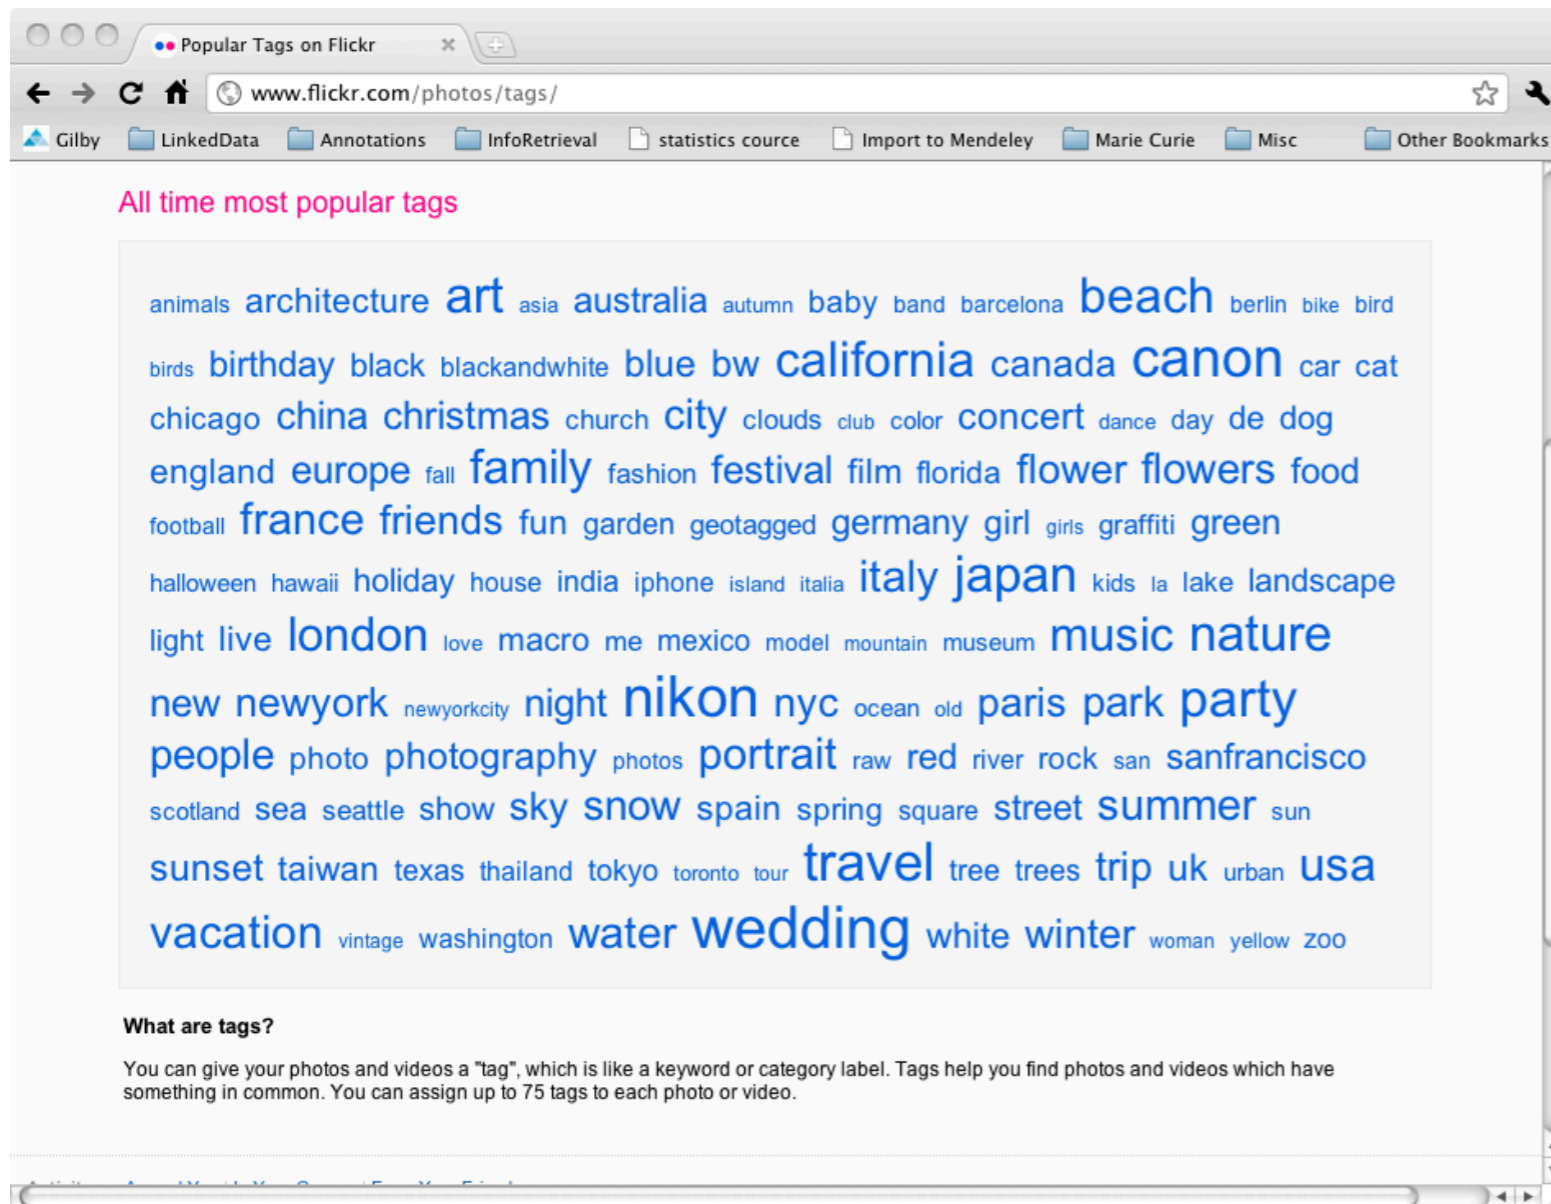 Popular Tags on Flickr
www.flickr.com/photos/tags/
Gilby LinkedData Annotations InfoRetrieval statistics cource Import to Mendeley Marie Curie Misc Other Bookmarks
All time most popular tags
animals architecture art asia australia autumn baby band barcelona beach berlin bike bird
birds birthday black blackandwhite blue bw california canada canon car cat
chicago china christmas church city clouds club color concert dance day de dog
england europe fall family fashion festival film florida flower flowers food
football france friends fun garden geotagged germany girl girls graffiti green
halloween hawaii holiday house india iphone island italia italy japan kids la lake landscape
light live london love macro me mexico model mountain museum music nature
new newyork newyorkcity night nikon nyc ocean old paris park party
people photo photography photos portrait raw red river rock san sanfrancisco
scotland sea seattle show sky snow spain spring square street summer sun
sunset taiwan texas thailand tokyo toronto tour travel tree trees trip uk urban usa
vacation vintage washington water wedding white winter woman yellow zoo
What are tags?
You can give your photos and videos a "tag", which is like a keyword or category label. Tags help you find photos and videos which have
something in common. You can assign up to 75 tags to each photo or video.